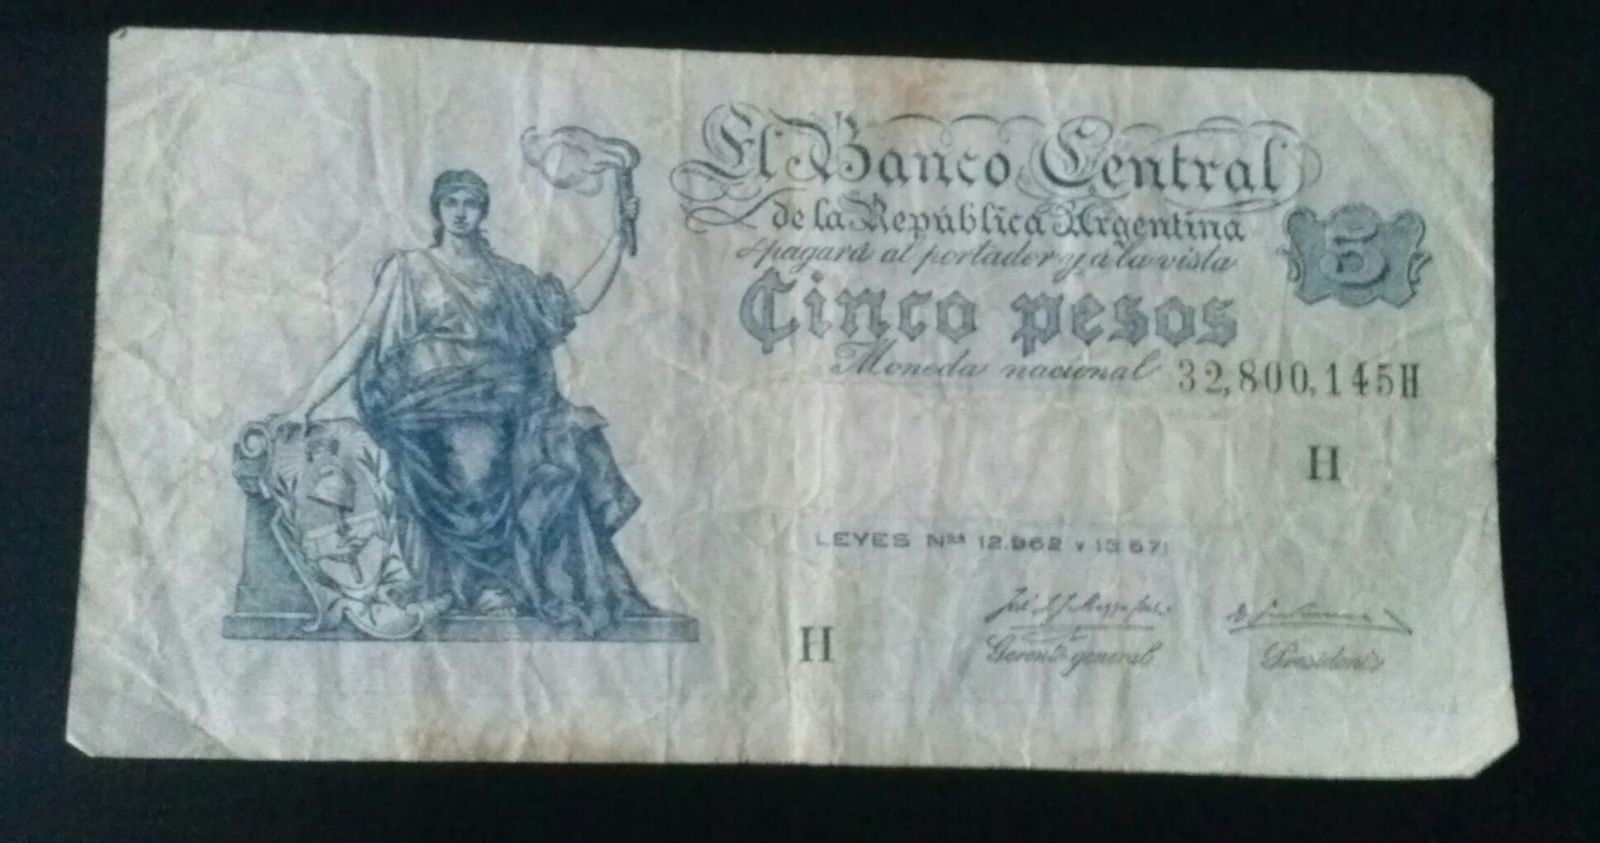 El Banco Central
de la República Argentina
pagará al portador y a la vista
5
Cinco pesos
Moneda nacional 32,800,145H
H
LEYES Nos 12.962 y 13.571
H
Gerente general
Presidente